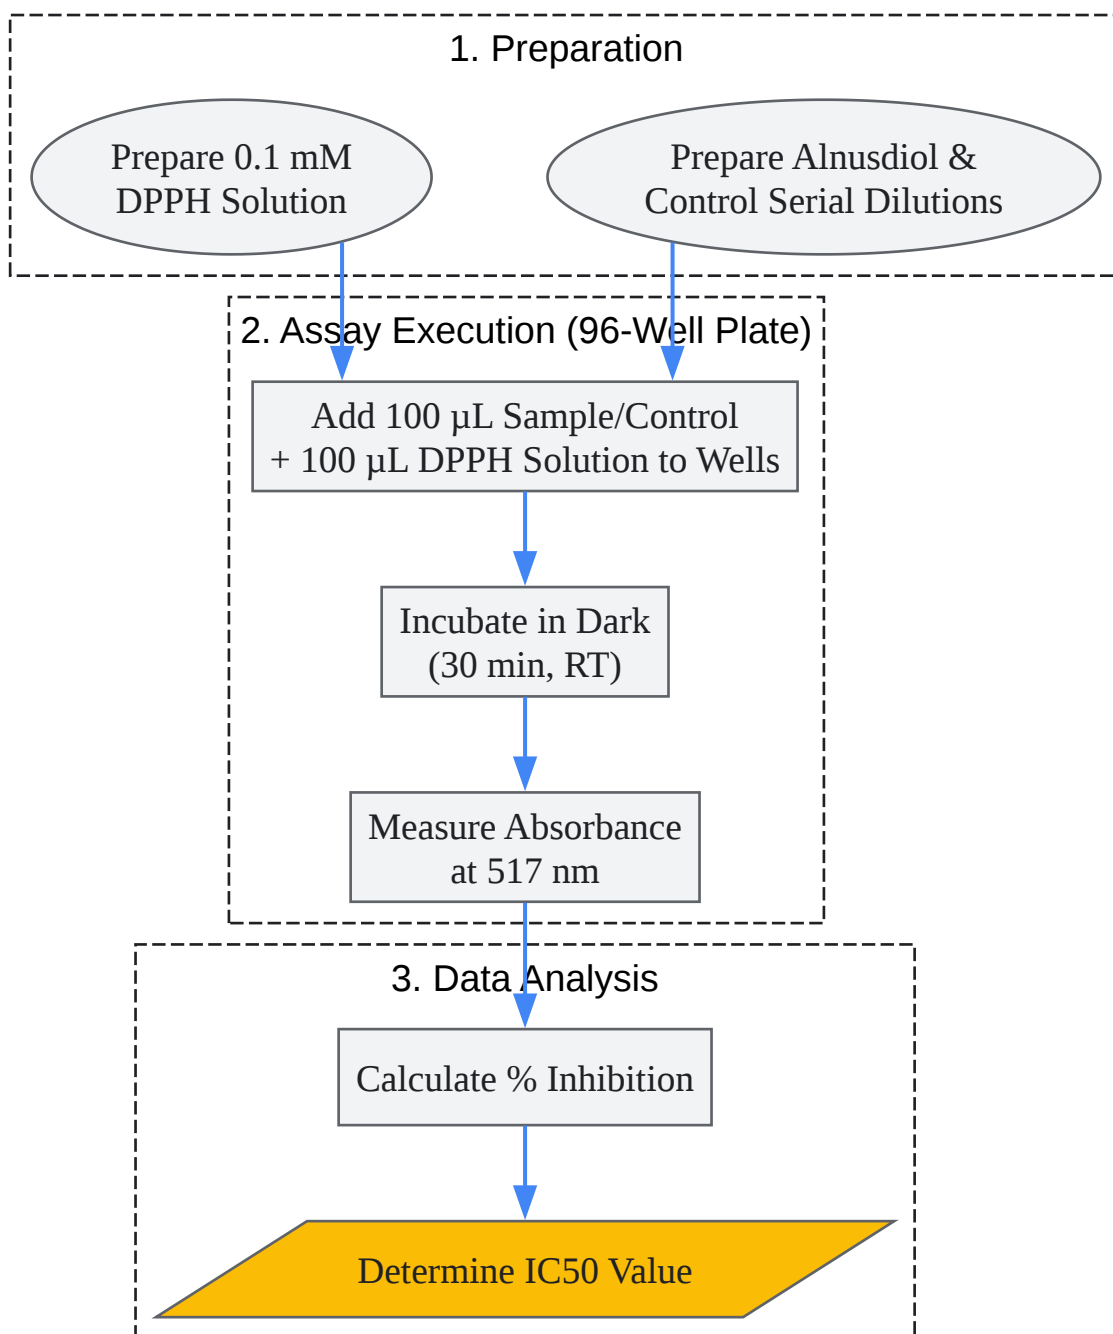 1. Preparation
Prepare 0.1 mM
DPPH Solution
Prepare Alnusdiol &
Control Serial Dilutions
2. Assay Execution (96-Well Plate)
Add 100 µL Sample/Control
+ 100 µL DPPH Solution to Wells
Incubate in Dark
(30 min, RT)
Measure Absorbance
at 517 nm
3. Data Analysis
Calculate % Inhibition
Determine IC50 Value